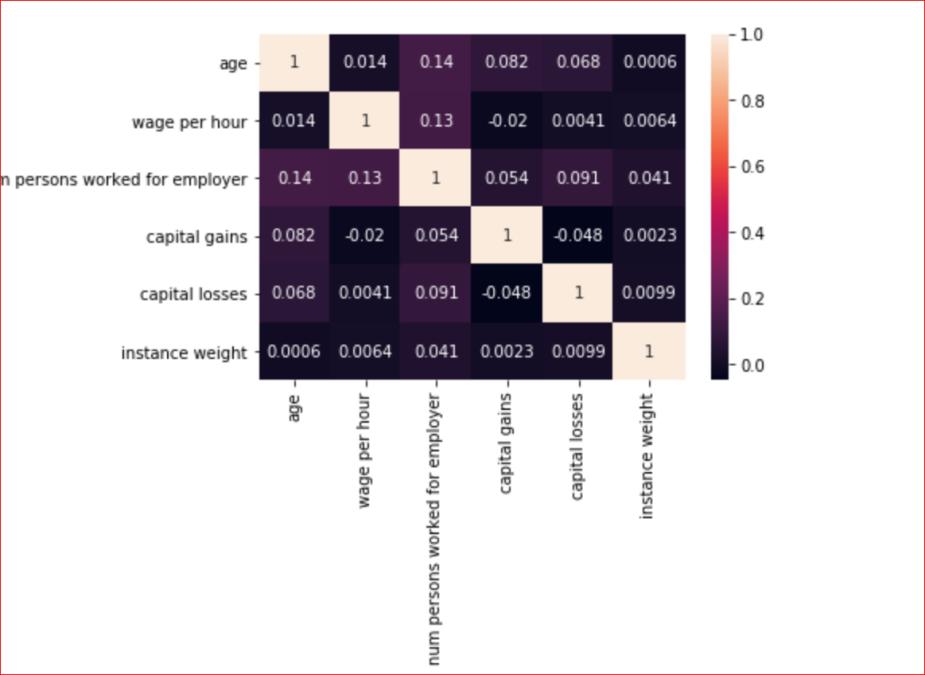 1.0
age 1 0.014 0.14 0.082 0.068 0.0006
0.8
wage per hour 0.014 1 0.13 -0.02 0.0041 0.0064
0.6
m persons worked for employer 0.14 0.13 1 0.054 0.091 0.041
0.4
capital gains 0.082 -0.02 0.054 1 -0.048 0.0023
capital losses 0.068 0.0041 0.091 -0.048 1 0.0099
0.2
instance weight 0.0006 0.0064 0.041 0.0023 0.0099 1
0.0
age
wage per hour
num persons worked for employer
capital gains
capital losses
instance weight